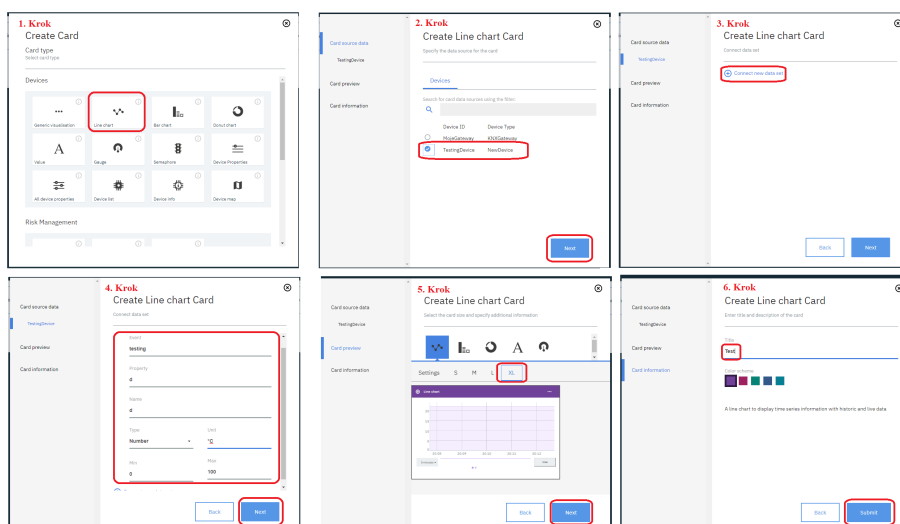 1. Krok
Create Card
Card type
Select card type
Devices
Generic visualisation
Line chart
Bar chart
Donut chart
Value
Gauge
Semaphore
Device Properties
All device properties
Device list
Device info
Device map
Risk Management
2. Krok
Create Line chart Card
Card source data
Specify the data source for the card
TestingDevice
Card preview
Devices
Card information
Search for card data sources using the filter:
Device ID Device Type
MojeGateway KNXGateway
TestingDevice NewDevice
Next
3. Krok
Create Line chart Card
Card source data
Connect data set
TestingDevice
Connect new data set
Card preview
Card information
Back Next
4. Krok
Create Line chart Card
Card source data
Connect data set
TestingDevice
Event
Card preview
testing
Card information
Property
d
Name
d
Type Unit
Number °C
Min Max
0 100
Back Next
5. Krok
Create Line chart Card
Card source data
Select the card size and specify additional information
TestingDevice
Card preview
Card information
Settings S M L XL
Line chart
Back Next
6. Krok
Create Line chart Card
Card source data
Enter title and description of the card
TestingDevice
Title
Card preview
Test
Card information
Color scheme
A line chart to display time series information with historic and live data.
Back Submit